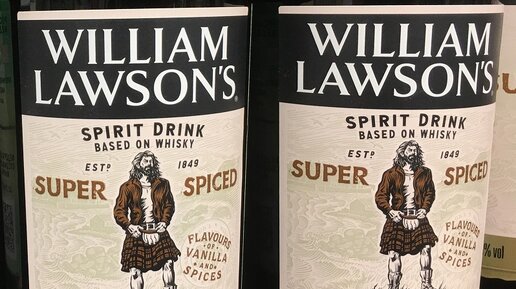 WILLIAM
LAWSON'S®
SPIRIT DRINK
BASED ON WHISKY
ESTD 1849
SUPER SPICED
FLAVOURS
OF
VANILLA
AND
SPICES
WILLIAM
LAWSON'S
SPIRIT DRINK
BASED ON WHISKY
ESTD 1849
SUPER SPICED
FLAVOURS
OF
VANILLA
AND
SPICES
% vol